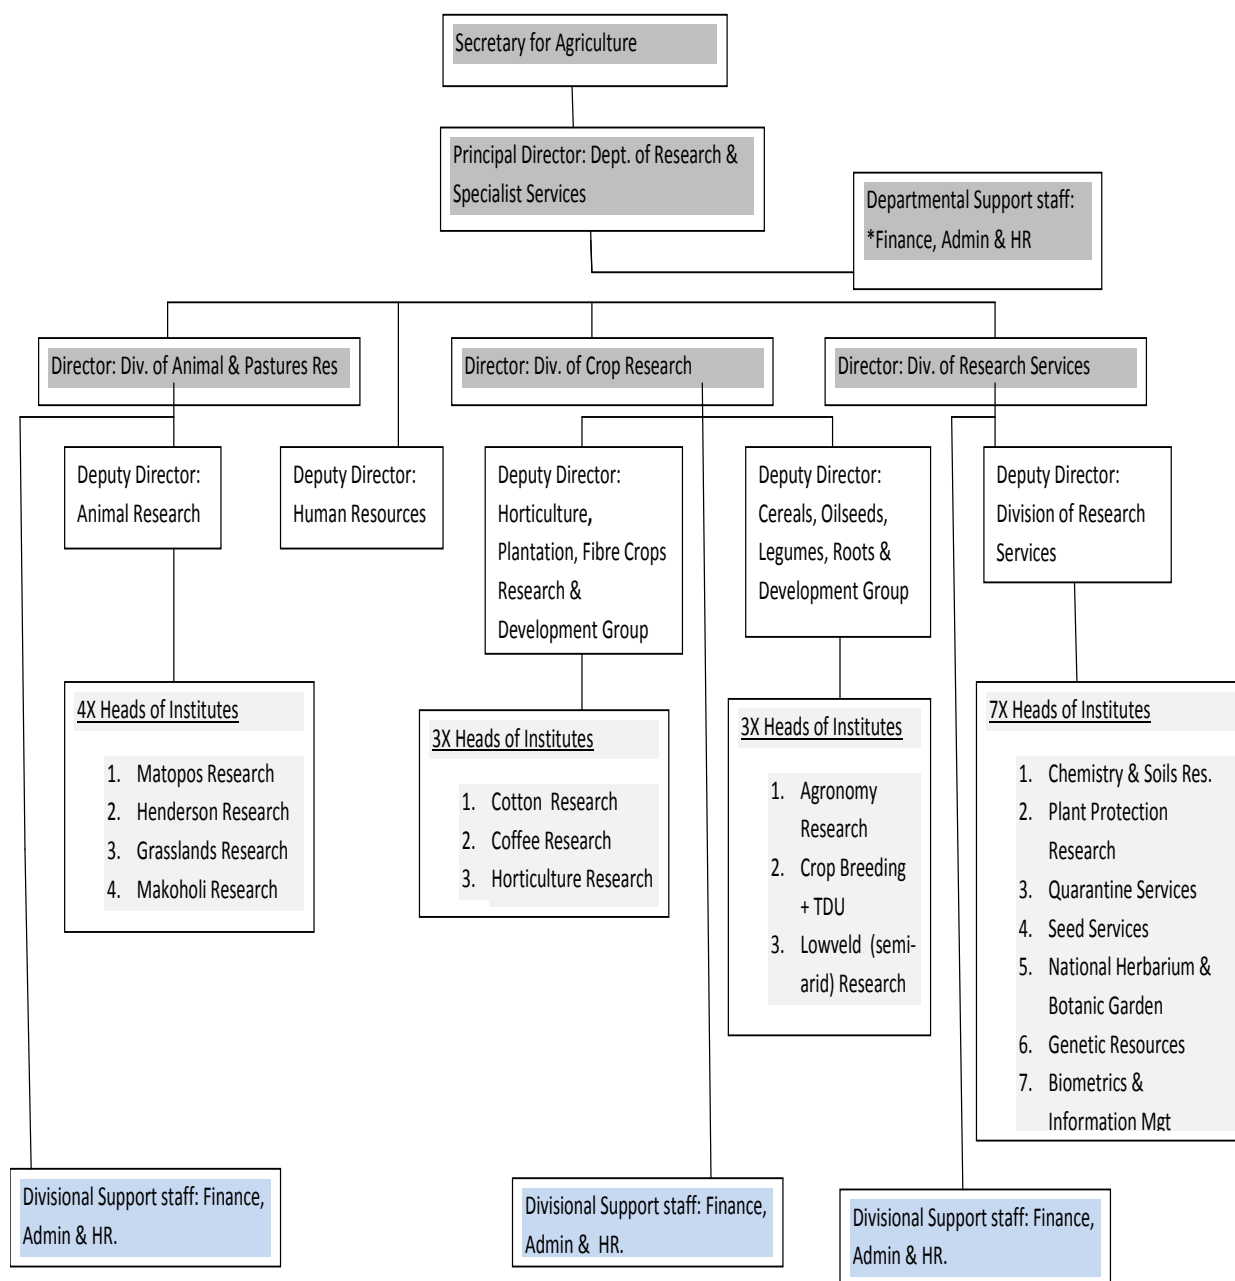 Secretary for Agriculture
Principal Director: Dept. of Research &
Specialist Services
Departmental Support staff:
*Finance, Admin & HR
Director: Div. of Animal & Pastures Res
Director: Div. of Crop Research
Director: Div. of Research Services
Deputy Director:
Animal Research
Deputy Director:
Human Resources
Deputy Director:
Horticulture,
Plantation, Fibre Crops
Research &
Development Group
Deputy Director:
Cereals, Oilseeds,
Legumes, Roots &
Development Group
Deputy Director:
Division of Research
Services
4X Heads of Institutes
1. Matopos Research
2. Henderson Research
3. Grasslands Research
4. Makoholi Research
3X Heads of Institutes
1. Cotton Research
2. Coffee Research
3. Horticulture Research
3X Heads of Institutes
1. Agronomy
Research
2. Crop Breeding
+ TDU
3. Lowveld (semi-
arid) Research
7X Heads of Institutes
1. Chemistry & Soils Res.
2. Plant Protection
Research
3. Quarantine Services
4. Seed Services
5. National Herbarium &
Botanic Garden
6. Genetic Resources
7. Biometrics &
Information Mgt
Divisional Support staff: Finance,
Admin & HR.
Divisional Support staff: Finance,
Admin & HR.
Divisional Support staff: Finance,
Admin & HR.